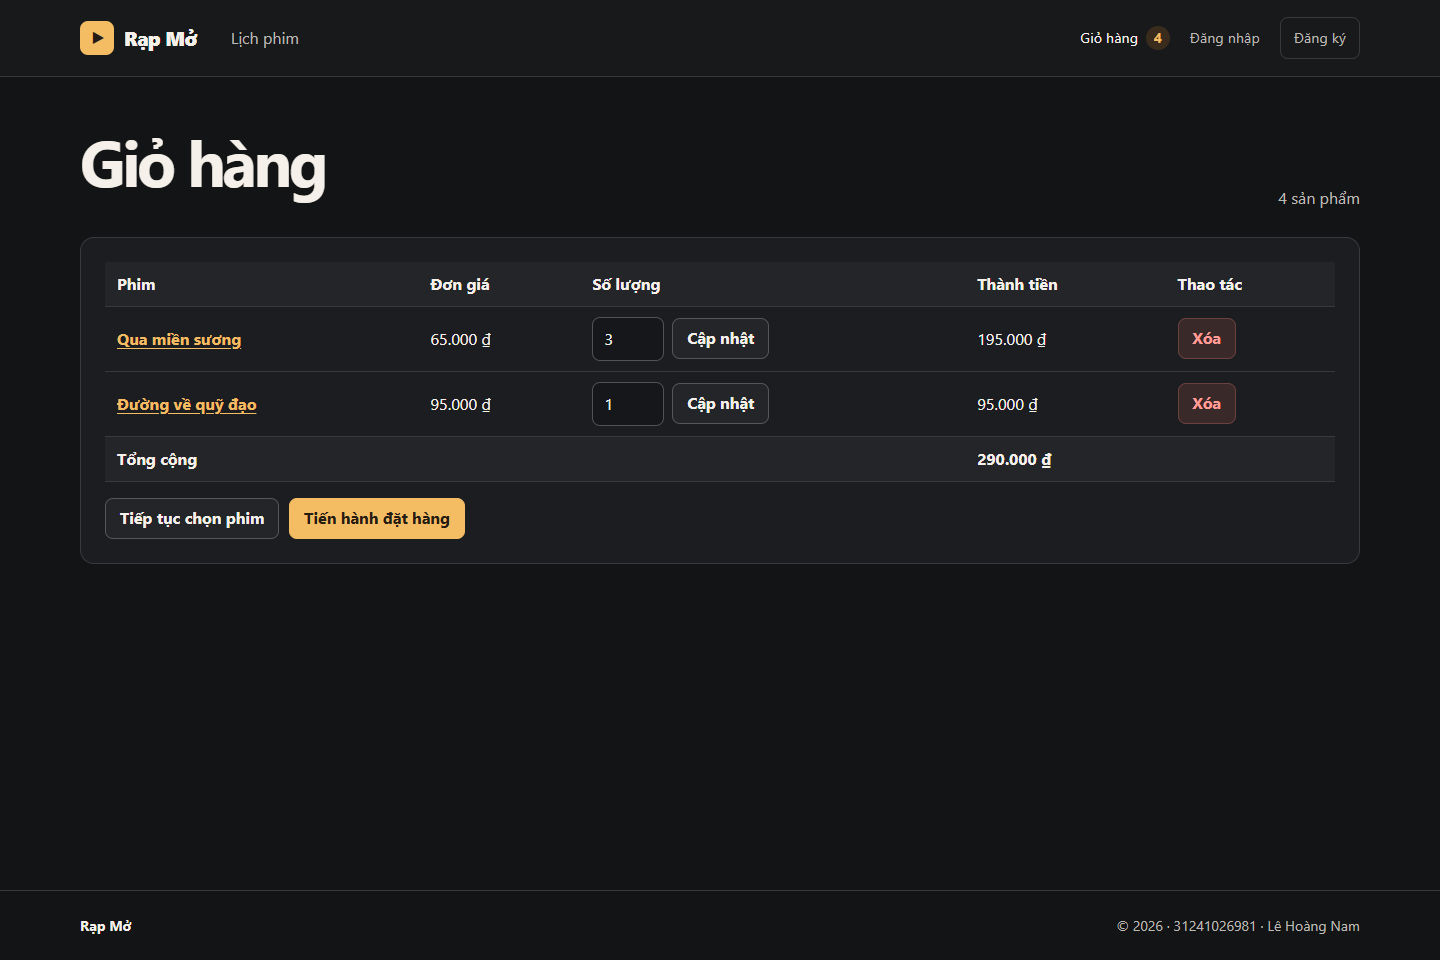 Rạp Mở Lịch phim Giỏ hàng 4 Đăng nhập Đăng ký
Giỏ hàng
4 sản phẩm
Phim Đơn giá Số lượng Thành tiền Thao tác
Qua miền sương 65.000 ₫ 3 Cập nhật 195.000 ₫ Xóa
Đường về quỹ đạo 95.000 ₫ 1 Cập nhật 95.000 ₫ Xóa
Tổng cộng 290.000 ₫
Tiếp tục chọn phim Tiến hành đặt hàng
Rạp Mở © 2026 · 31241026981 · Lê Hoàng Nam